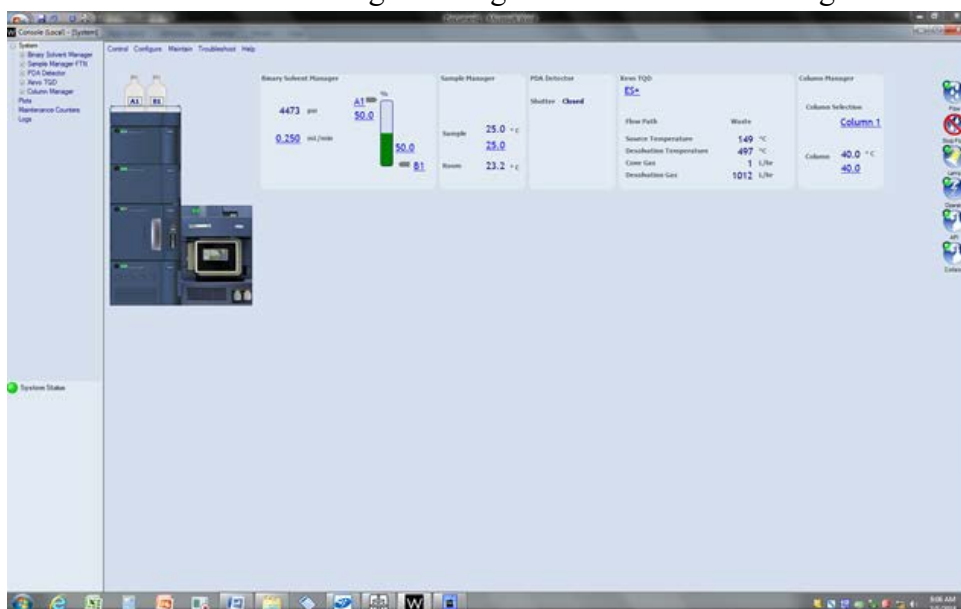 Console (Local) - [System]
System
Binary Solvent Manager
Sample Manager FTN
PDA Detector
Xevo TQD
Column Manager
Plots
Maintenance Counters
Logs
System Status
Control Configure Maintain Troubleshoot Help
A1 B1
Binary Solvent Manager
4473 psi
0.250 mL/min
%
A1
50.0
50.0
B1
Sample Manager
Sample 25.0 °C
25.0
Room 23.2 °C
PDA Detector
Shutter Closed
Xevo TQD
ES+
Flow Path Waste
Source Temperature 149 °C
Desolvation Temperature 497 °C
Cone Gas 1 L/hr
Desolvation Gas 1012 L/hr
Column Manager
Column Selection
Column 1
Column 40.0 °C
40.0
API
W
9:06 AM